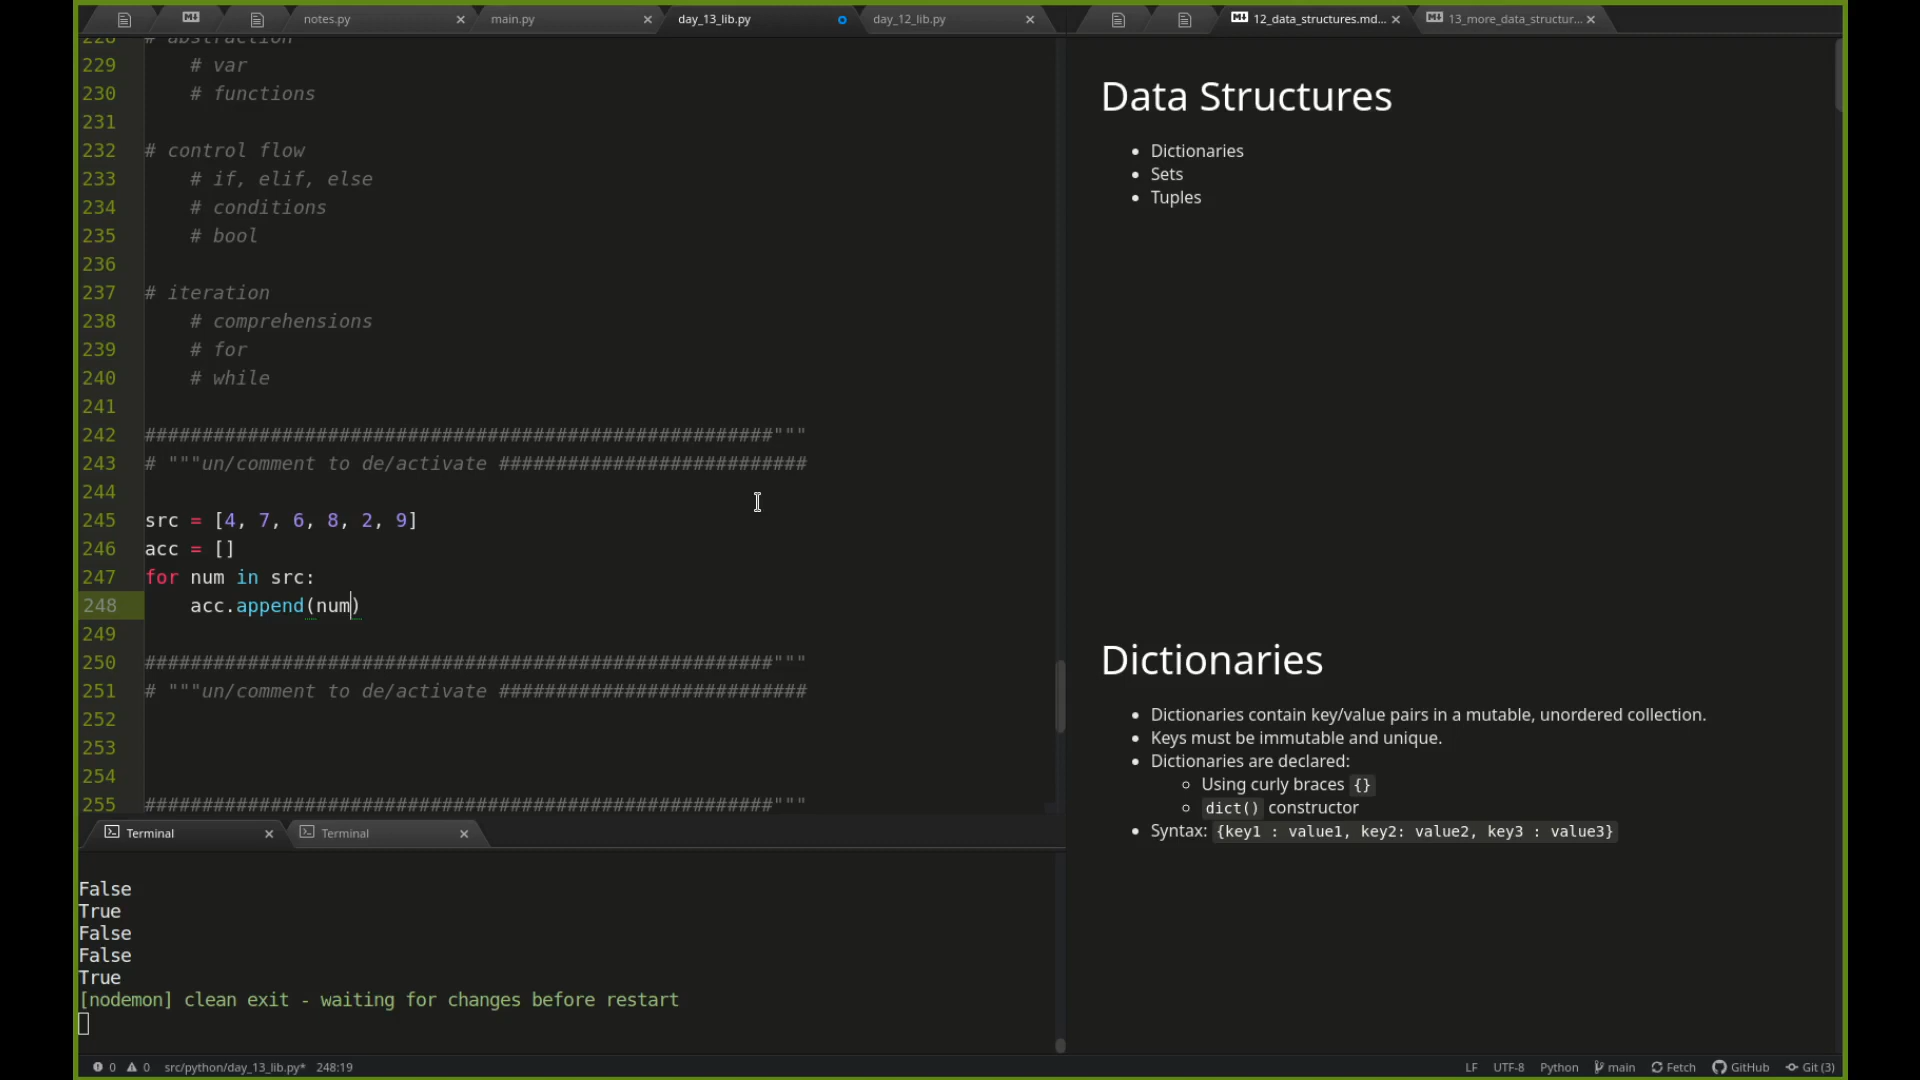 notes.py
main.py
day_13_lib.py
day_12_lib.py
12_data_structures.md...
13_more_data_structur...
228 # abstraction
229 # var
230 # functions
231
232 # control flow
233 # if, elif, else
234 # conditions
235 # bool
236
237 # iteration
238 # comprehensions
239 # for
240 # while
241
242 #######################################################"""
243 # """un/comment to de/activate ###########################
244
245 src = [4, 7, 6, 8, 2, 9]
246 acc = []
247 for num in src:
248 acc.append(num)
249
250 #######################################################"""
251 # """un/comment to de/activate ###########################
252
253
254
255 #######################################################"""
Terminal
Terminal
False
True
False
False
True
[nodemon] clean exit - waiting for changes before restart
0 0 src/python/day_13_lib.py* 248:19
Data Structures
• Dictionaries
• Sets
• Tuples
Dictionaries
• Dictionaries contain key/value pairs in a mutable, unordered collection.
• Keys must be immutable and unique.
• Dictionaries are declared:
◦ Using curly braces {}
◦ dict() constructor
• Syntax: {key1 : value1, key2: value2, key3 : value3}
LF UTF-8 Python main Fetch GitHub Git (3)